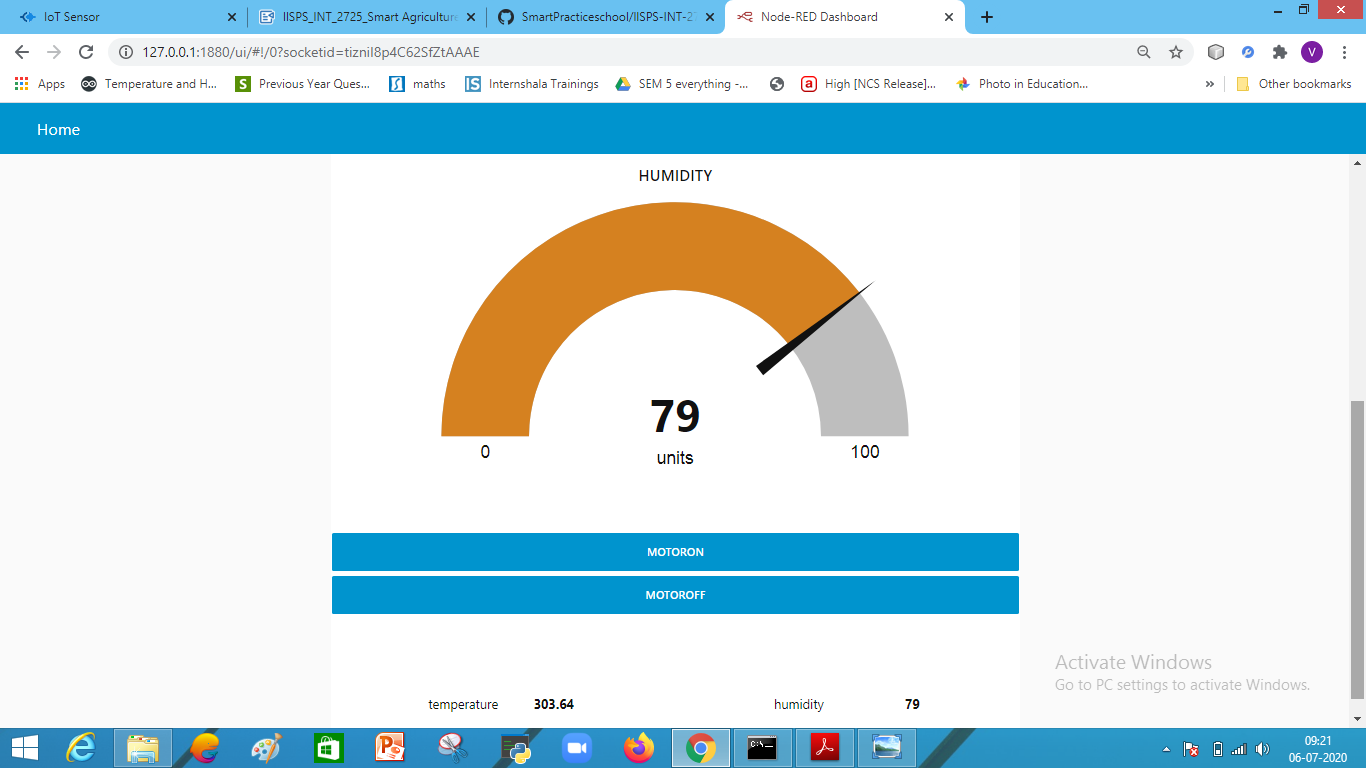 IoT Sensor
IISPS_INT_2725_Smart Agriculture
SmartPracticeschool/IISPS-INT-27
Node-RED Dashboard
127.0.0.1:1880/ui/#!/0?socketid=tiznil8p4C62SfZtAAAE
V
Apps
Temperature and H...
S
Previous Year Ques...
maths
Internshala Trainings
SEM 5 everything -...
High [NCS Release]...
Photo in Education...
»
Other bookmarks
Home
HUMIDITY
79
0
units
100
MOTORON
MOTOROFF
Activate Windows
Go to PC settings to activate Windows.
temperature 303.64 humidity 79
09:21
06-07-2020